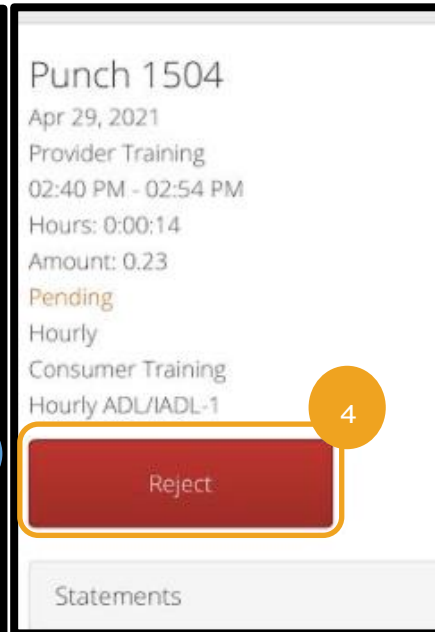 Punch 1504
Apr 29, 2021
Provider Training
02:40 PM - 02:54 PM
Hours: 0:00:14
Amount: 0.23
Pending
Hourly
Consumer Training
Hourly ADL/IADL-1
4
Reject
Statements